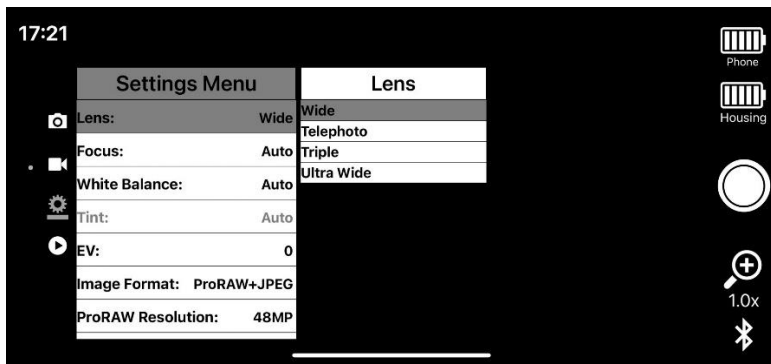 17:21
Settings Menu
Lens: Wide
Focus: Auto
White Balance: Auto
Tint: Auto
EV: 0
Image Format: ProRAW+JPEG
ProRAW Resolution: 48MP
Lens
Wide
Telephoto
Triple
Ultra Wide
Phone
Housing
1.0x